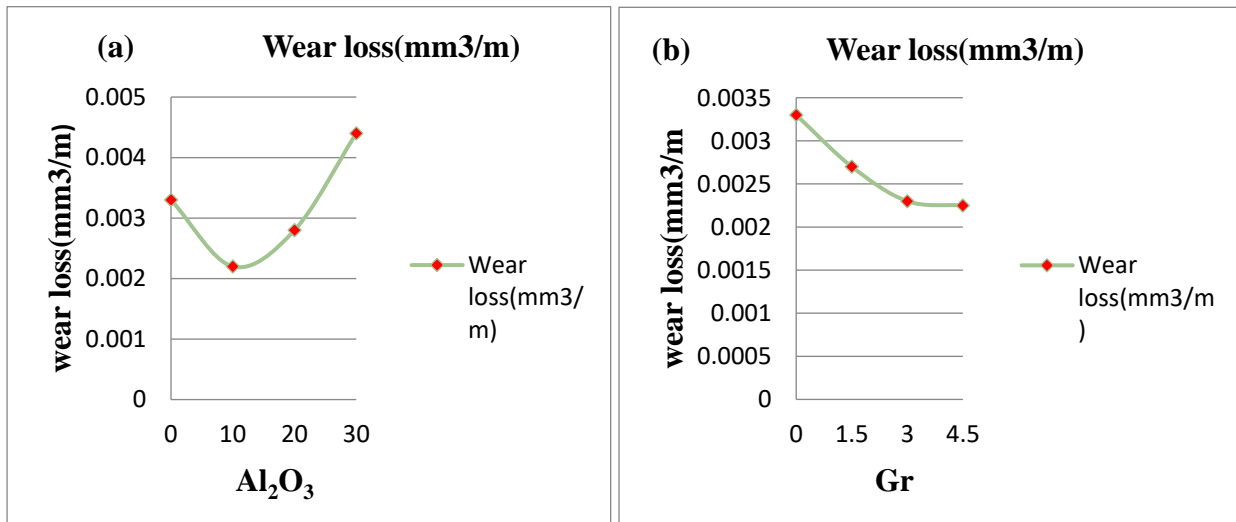 (a) Wear loss(mm3/m)
wear loss(mm3/m)
0.005
0.004
0.003
0.002
0.001
0
0 10 20 30
Al₂O₃
Wear
loss(mm3/
m)
(b) Wear loss(mm3/m)
wear loss(mm3/m
0.0035
0.003
0.0025
0.002
0.0015
0.001
0.0005
0
0 1.5 3 4.5
Gr
Wear
loss(mm3/m
)